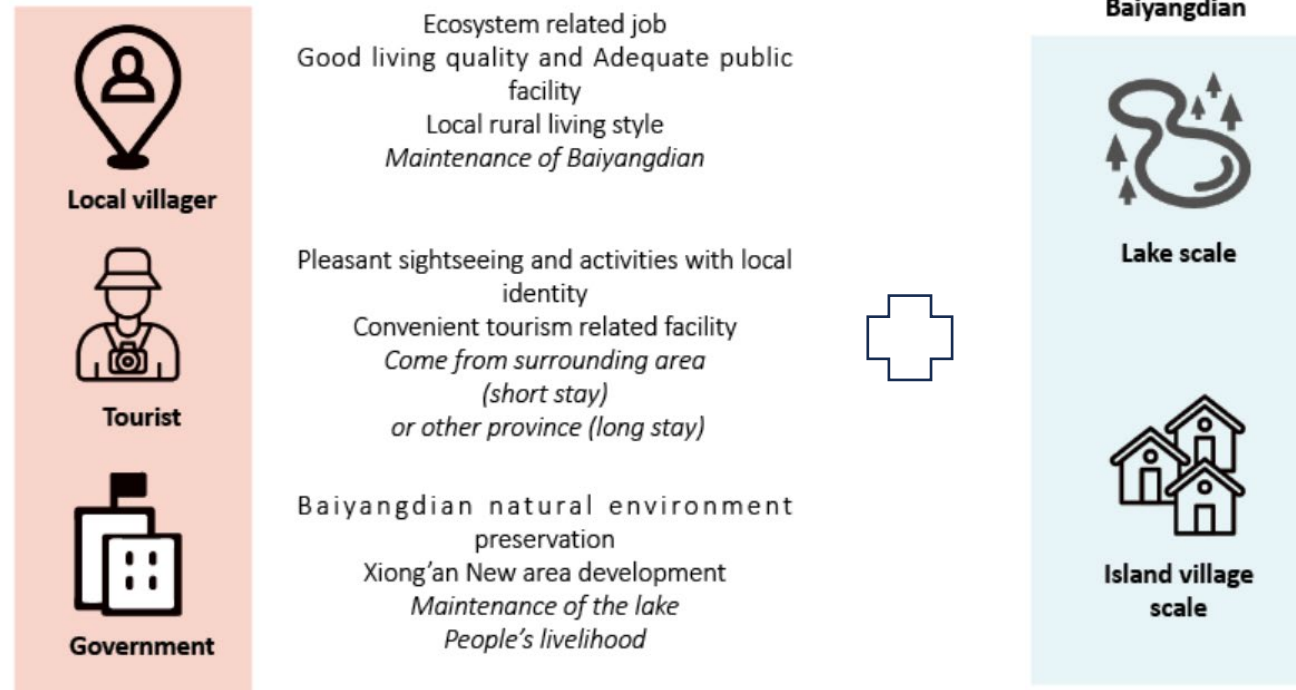 Ecosystem related job
Good living quality and Adequate public
facility
Local rural living style
Maintenance of Baiyangdian
Local villager
Pleasant sightseeing and activities with local
identity
Convenient tourism related facility
Come from surrounding area
(short stay)
or other province (long stay)
Tourist
Baiyangdian natural environment
preservation
Xiong’an New area development
Maintenance of the lake
People’s livelihood
Government
Baiyangdian
Lake scale
Island village
scale